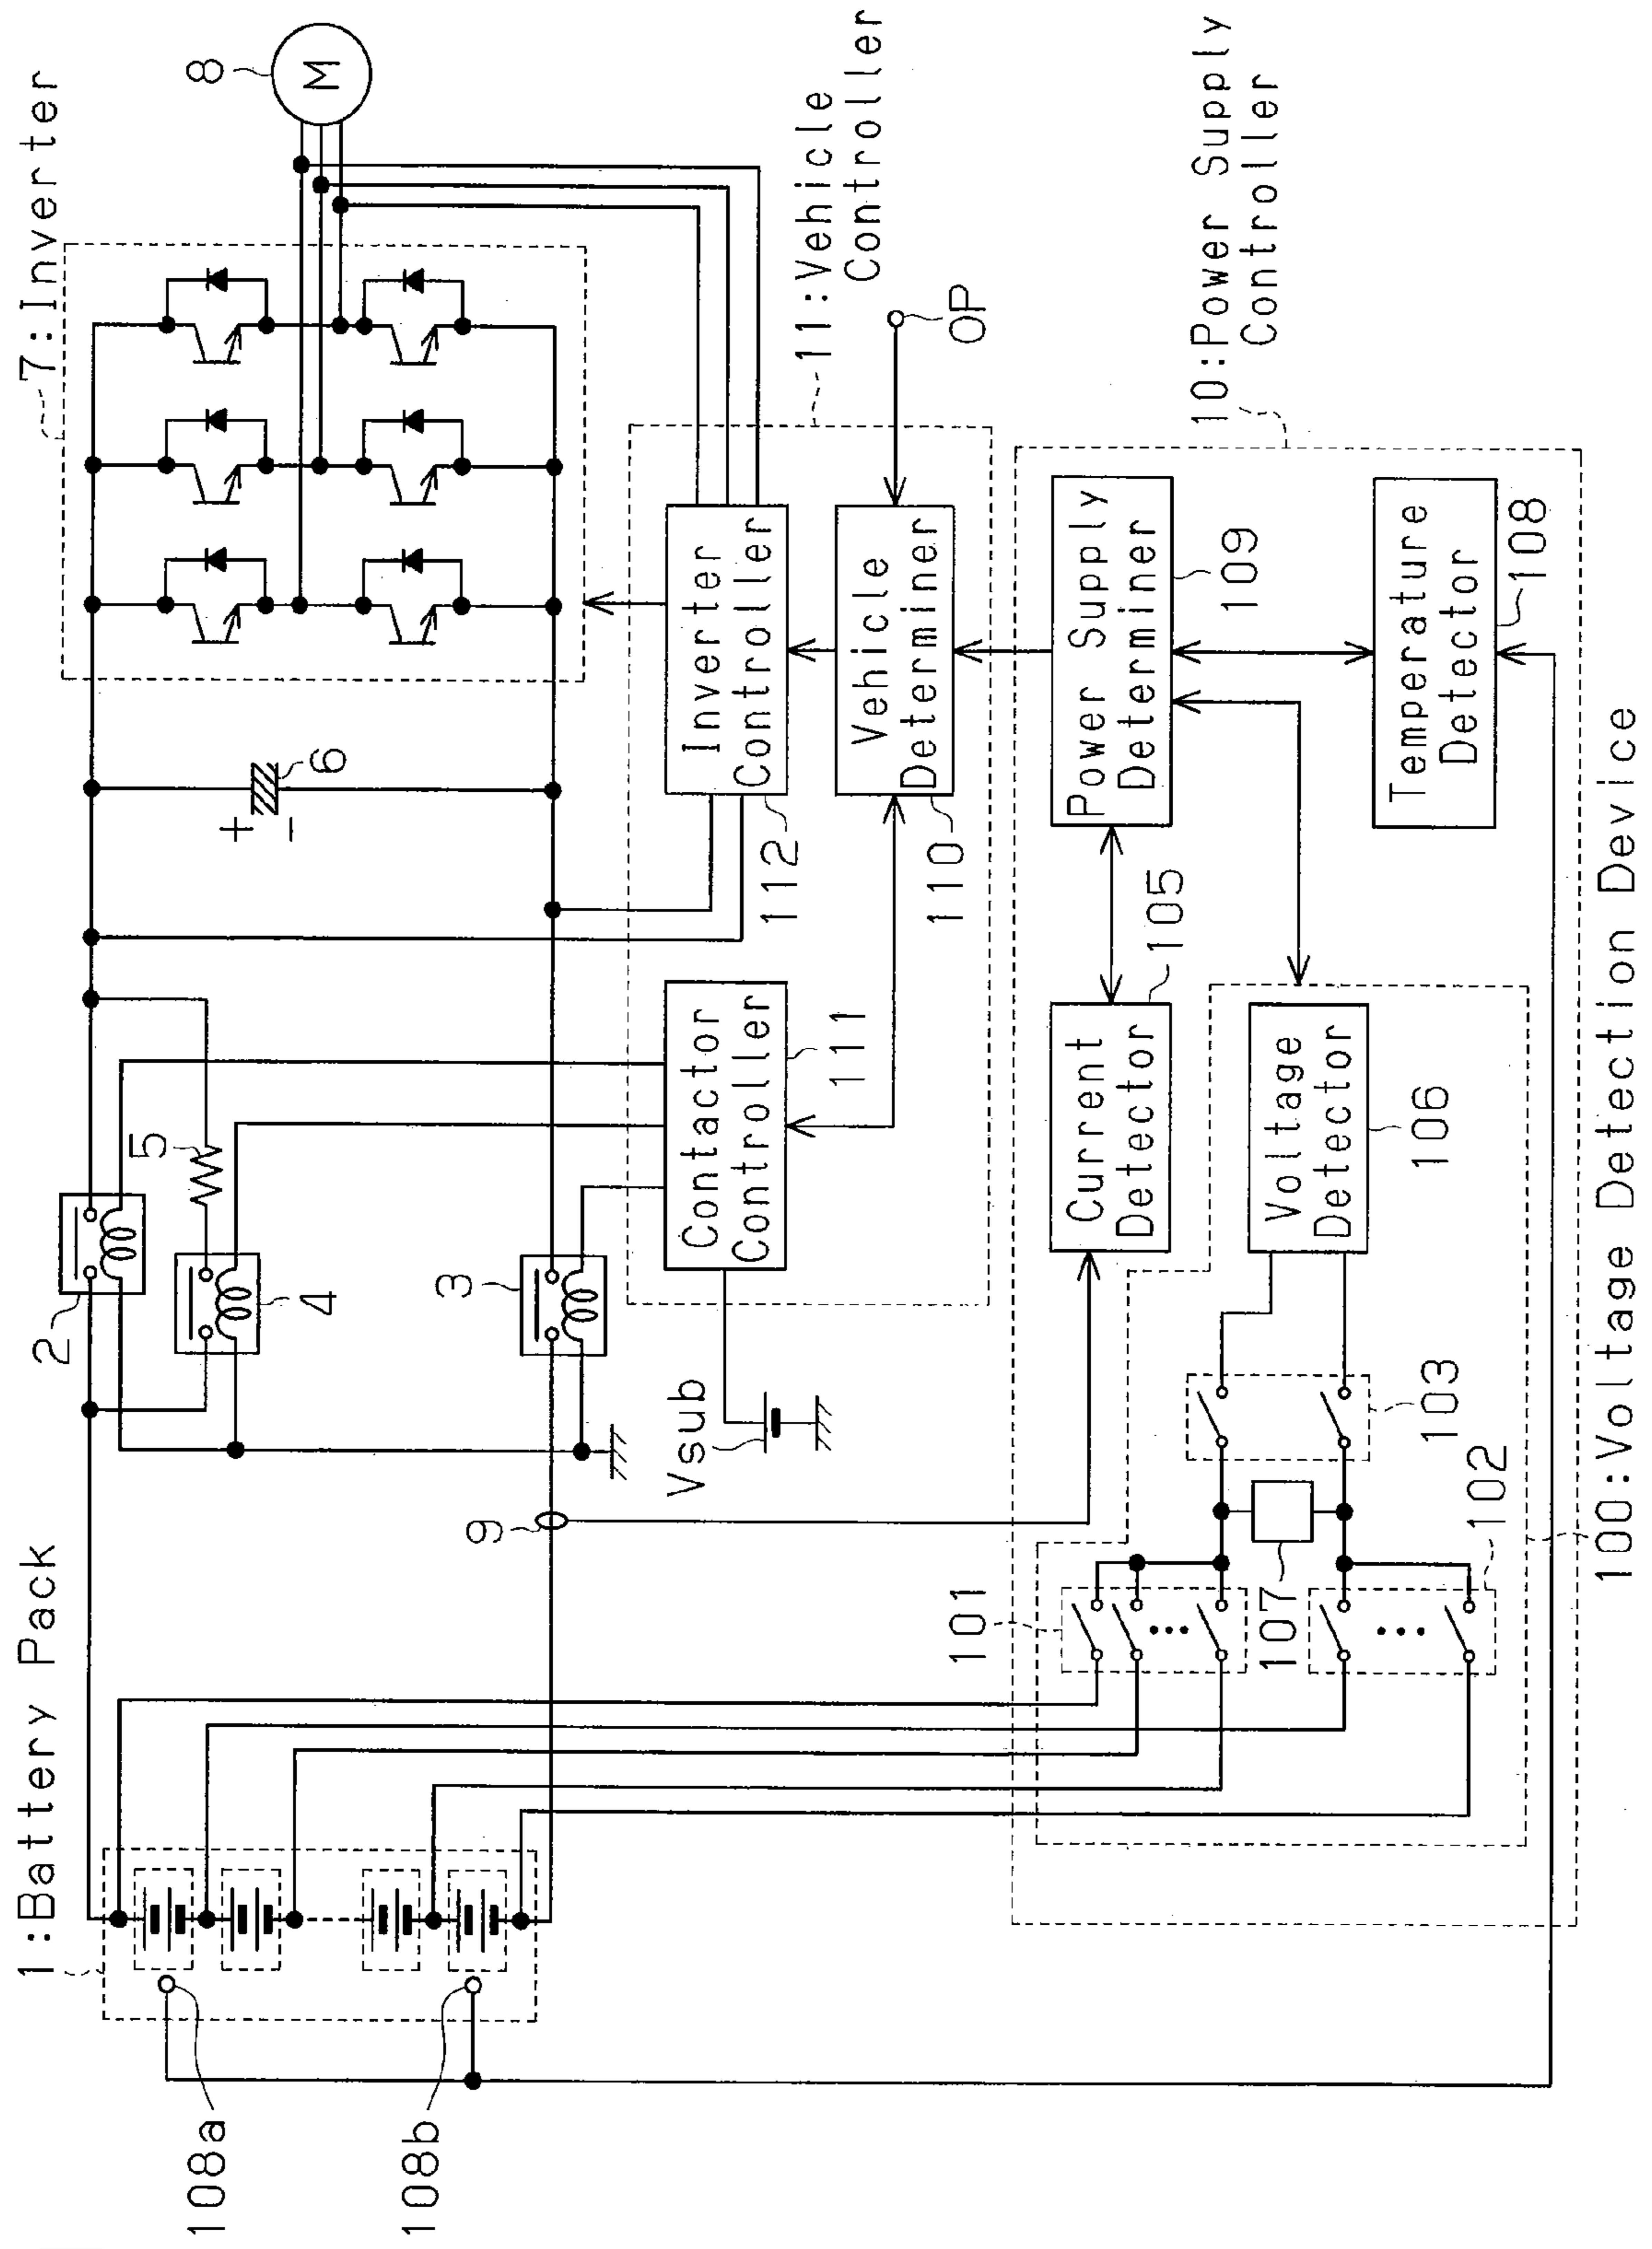 1:Battery Pack
108a
108b
2
4
5
3
9
Vsub
6
+
−
7:Inverter
8
M
Contactor
Controller
111
Inverter
Controller
112
Vehicle
Determiner
110
11:Vehicle
Controller
OP
Current
Detector
105
Power Supply
Determiner
109
10:Power Supply
Controller
Voltage
Detector
106
Temperature
Detector
108
101
107
102
103
100:Voltage Detection Device